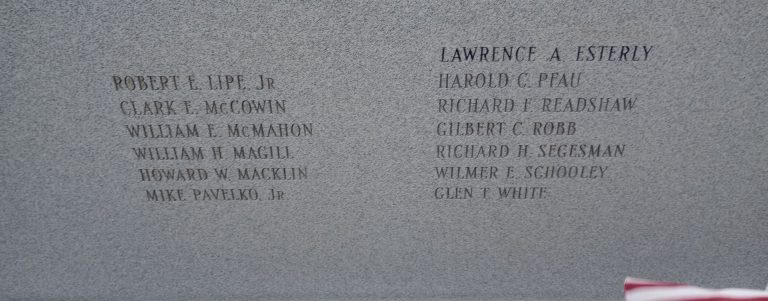 ROBERT E. LIPE, JR
CLARK E. MCCOWIN
WILLIAM E. MCMAHON
WILLIAM H. MAGILL
HOWARD W. MACKLIN
MIKE PAVELKO, JR
LAWRENCE A ESTERLY
HAROLD C. PFAU
RICHARD F. READSHAW
GILBERT C. ROBB
RICHARD H. SEGESMAN
WILMER E. SCHOOLEY
GLEN T. WHITE